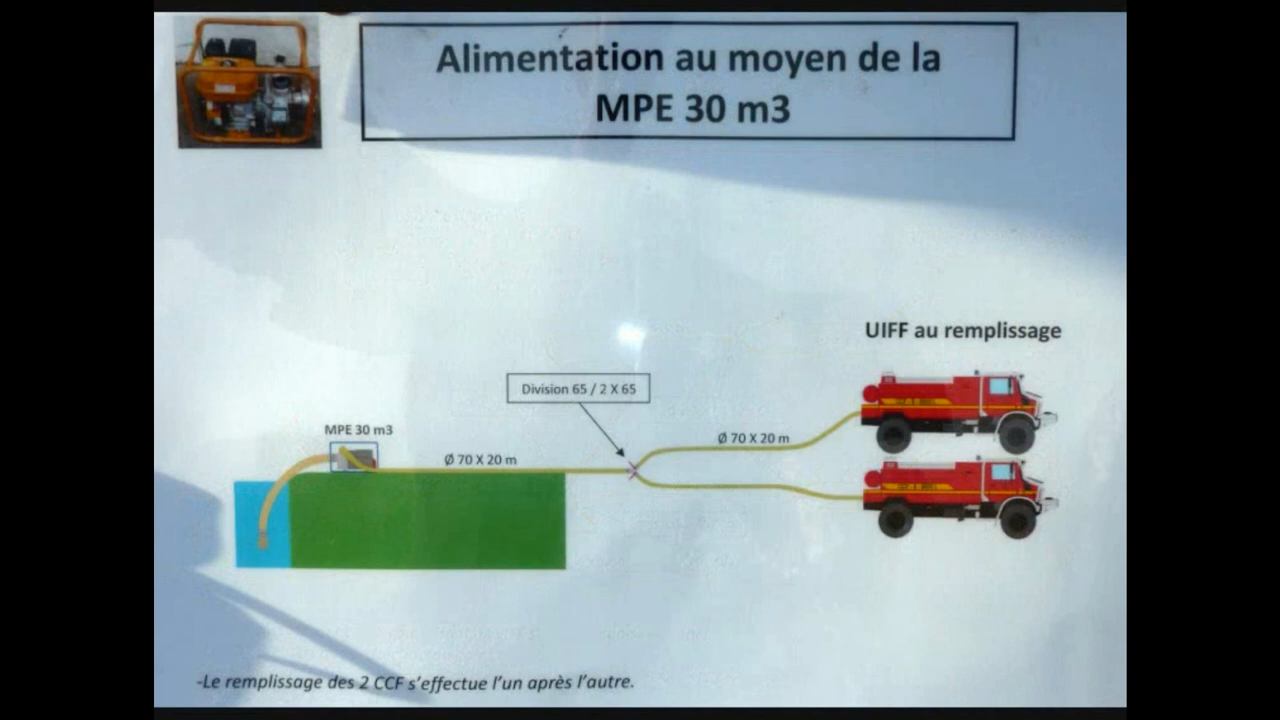 Alimentation au moyen de la
MPE 30 m3
UIFF au remplissage
Division 65 / 2 X 65
MPE 30 m3
Ø 70 X 20 m
Ø 70 X 20 m
-Le remplissage des 2 CCF s’effectue l’un après l’autre.